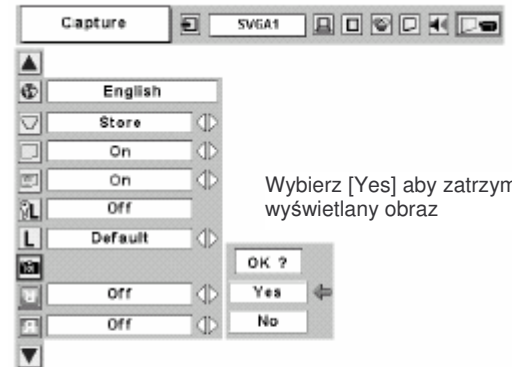 Capture
SVGA1
English
Store
On
On
Off
L
L
Default
OK ?
Off
Yes
Off
No
Wybierz [Yes] aby zatrzym
wyświetlany obraz